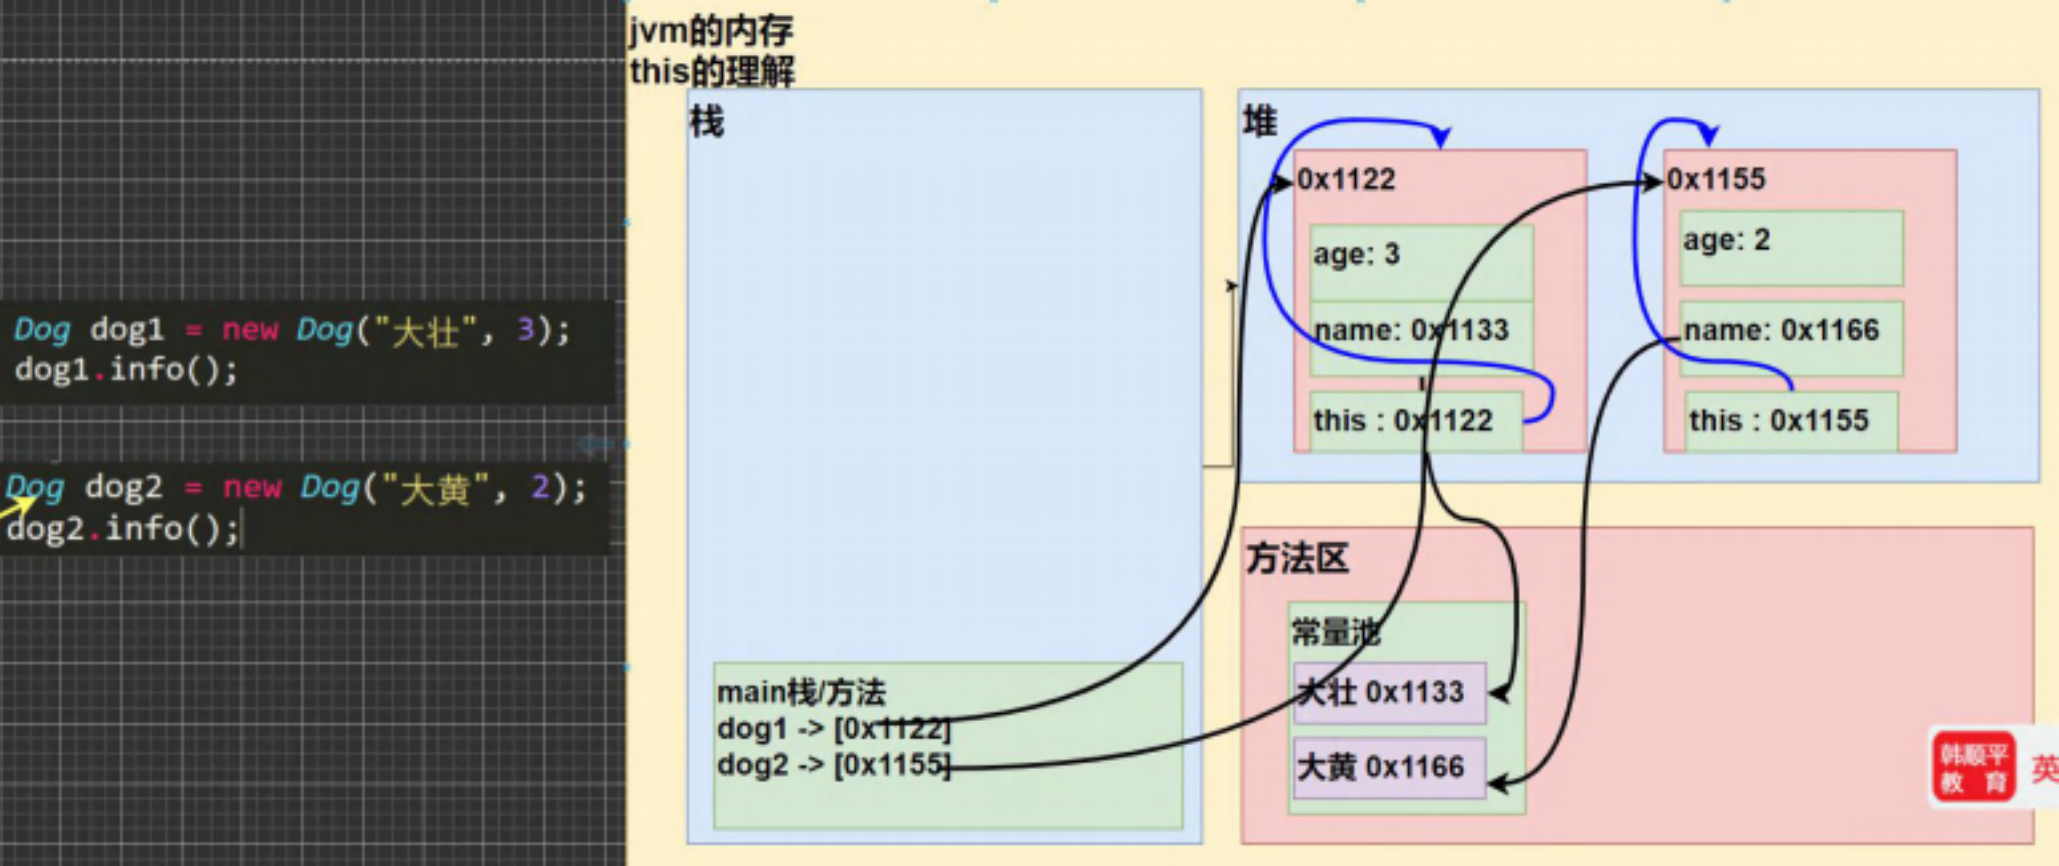 jvm的内存
this的理解
Dog dog1 = new Dog("大壮", 3);
dog1.info();
Dog dog2 = new Dog("大黄", 2);
dog2.info();
栈
main栈/方法
dog1 -> [0x1122]
dog2 -> [0x1155]
堆
0x1122
age: 3
name: 0x1133
this : 0x1122
0x1155
age: 2
name: 0x1166
this : 0x1155
方法区
常量池
大壮 0x1133
大黄 0x1166
韩顺平
教育
英